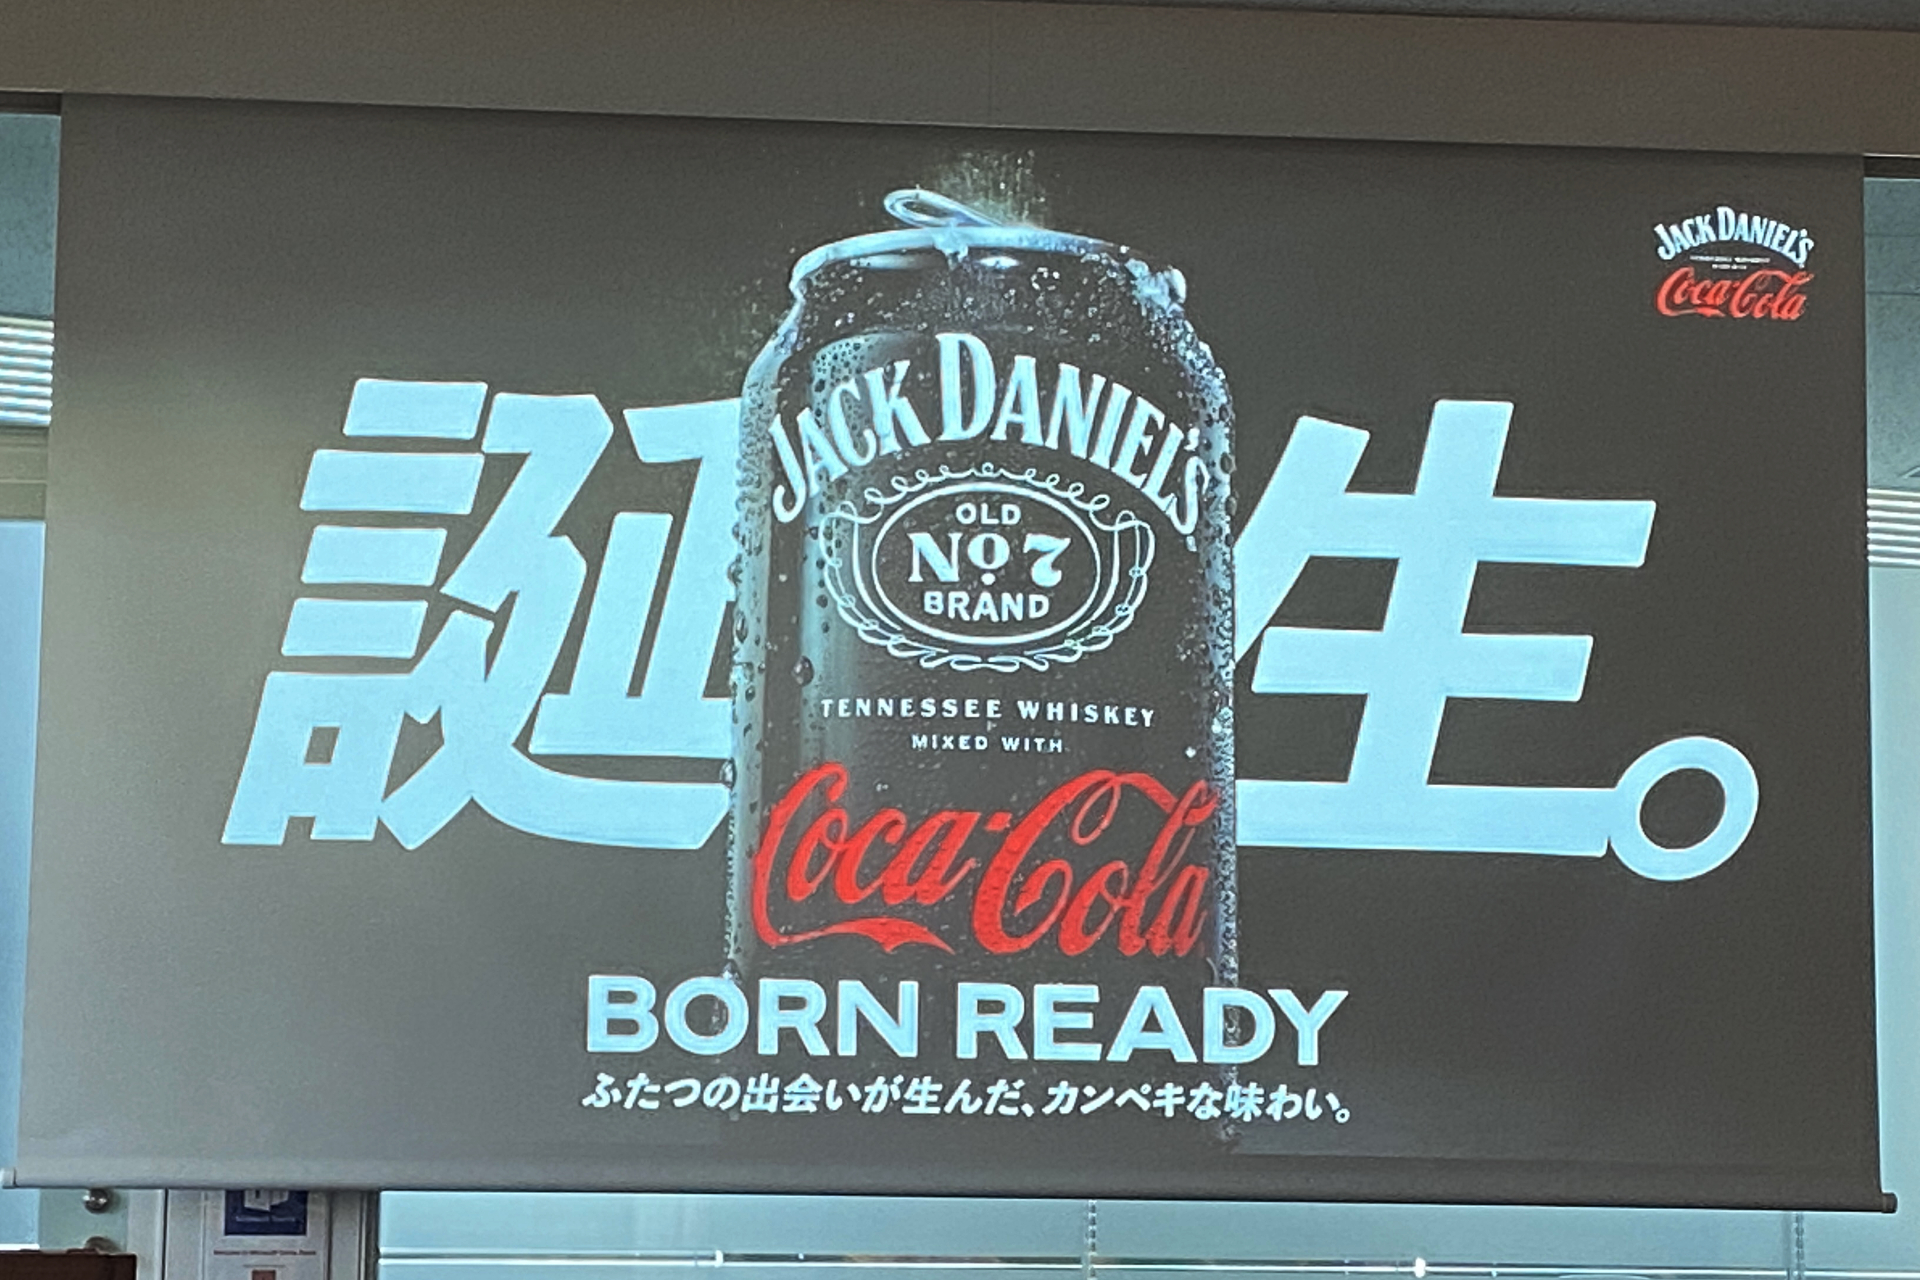 JACK DANIEL'S
Coca-Cola
誕生。
JACK DANIEL'S
OLD
Nº 7
BRAND
TENNESSEE WHISKEY
MIXED WITH
Coca-Cola
BORN READY
ふたつの出会いが生んだ、カンペキな味わい。